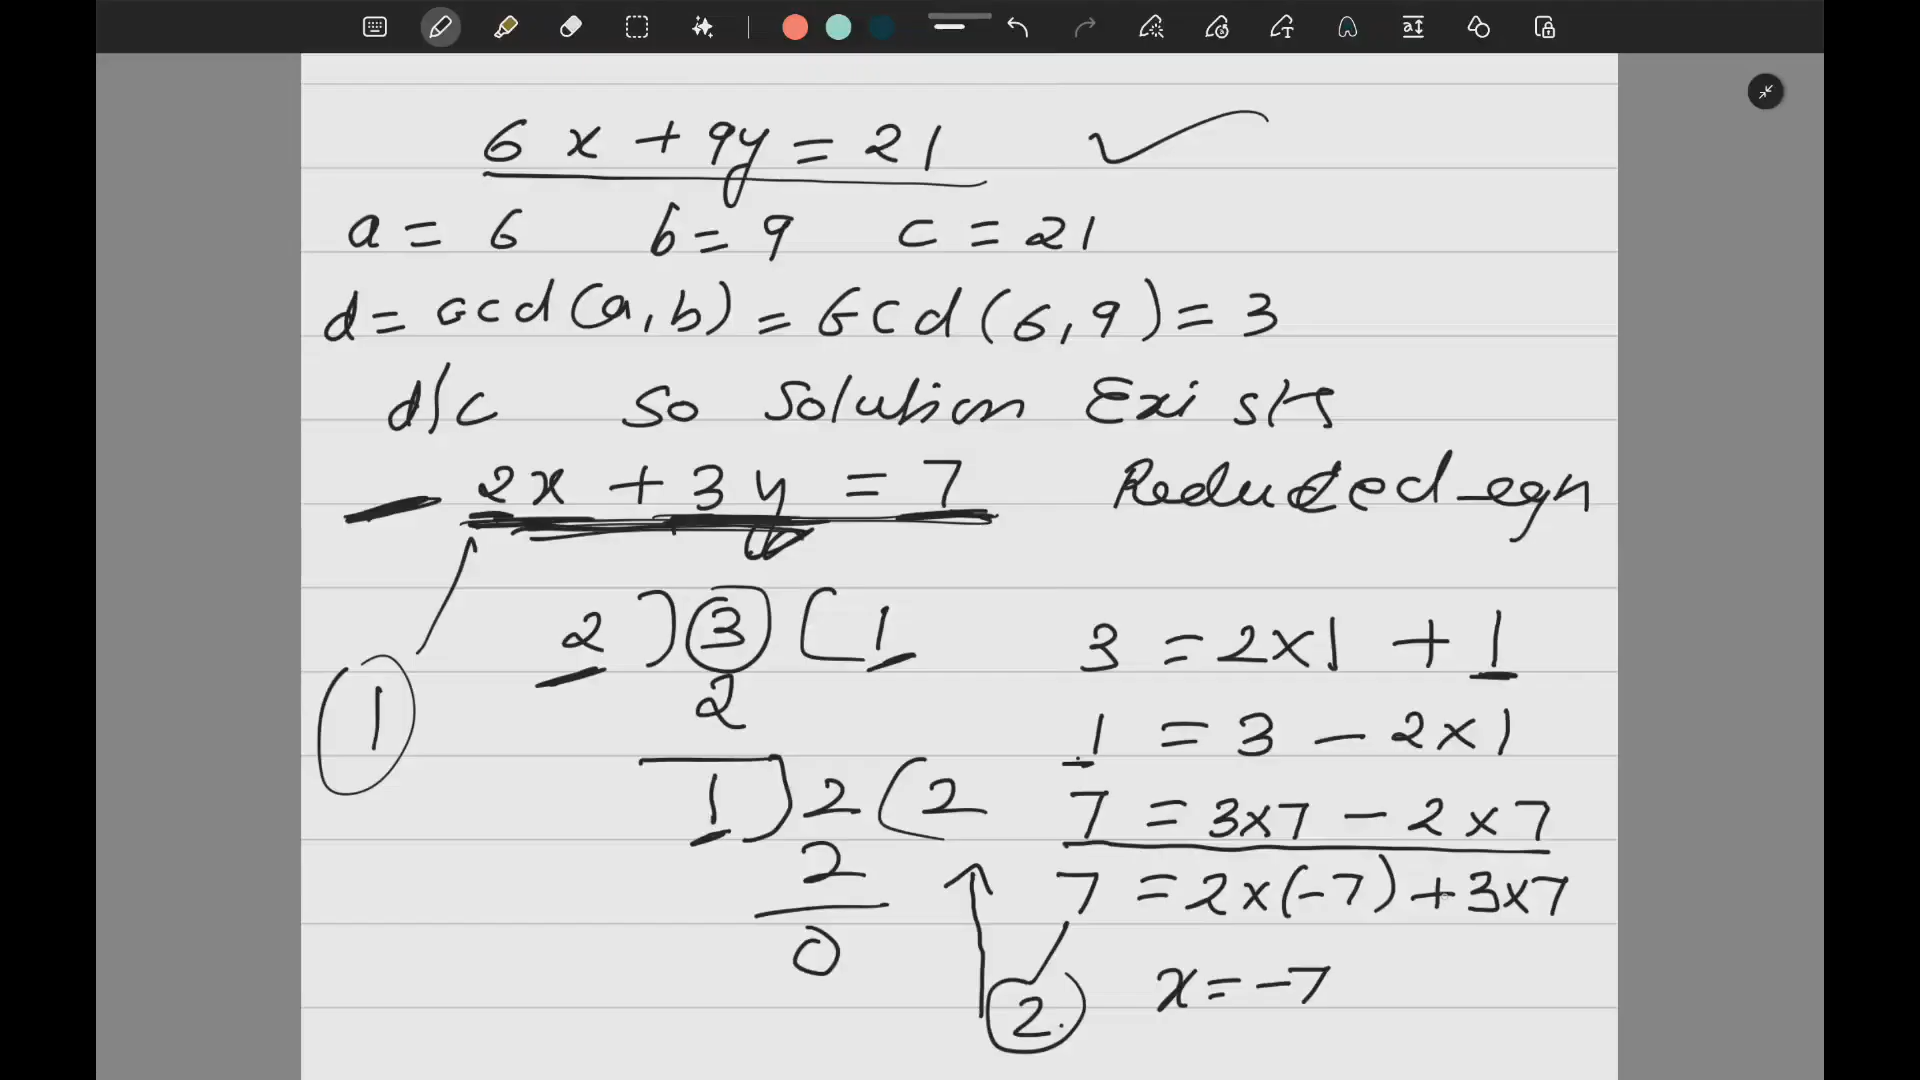 6 x + 9y = 21
a = 6 b = 9 c = 21
d = Gcd(a, b) = Gcd(6, 9) = 3
d/c So Solution Exists
2x + 3y = 7 Reduced eqn
1
2 ) 3 ( 1
2
1 ) 2 ( 2
2
0
3 = 2x1 + 1
1 = 3 - 2x1
7 = 3x7 - 2x7
7 = 2x(-7) + 3x7
2.
x = -7